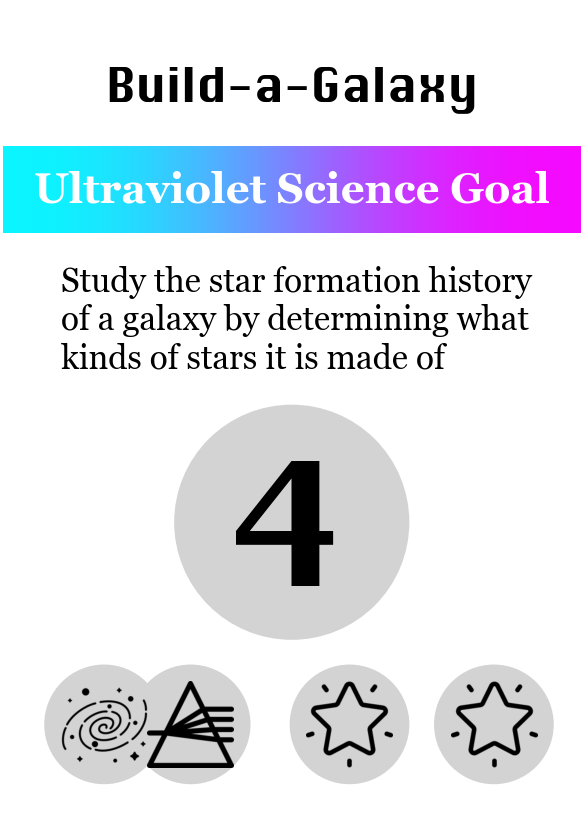 Build-a-Galaxy
Ultraviolet Science Goal
Study the star formation history
of a galaxy by determining what
kinds of stars it is made of
4